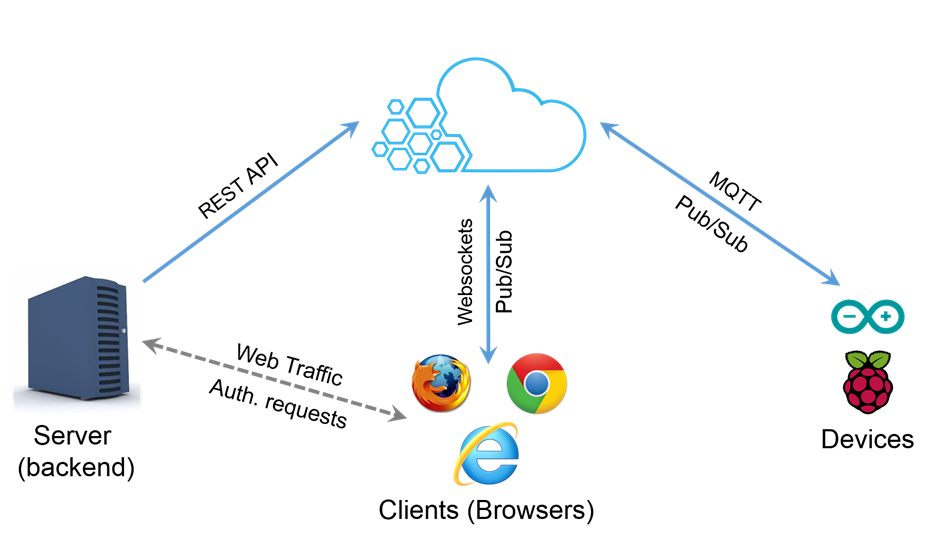 REST API
Websockets
Pub/Sub
MQTT
Pub/Sub
Web Traffic
Auth. requests
Server
(backend)
Clients (Browsers)
Devices